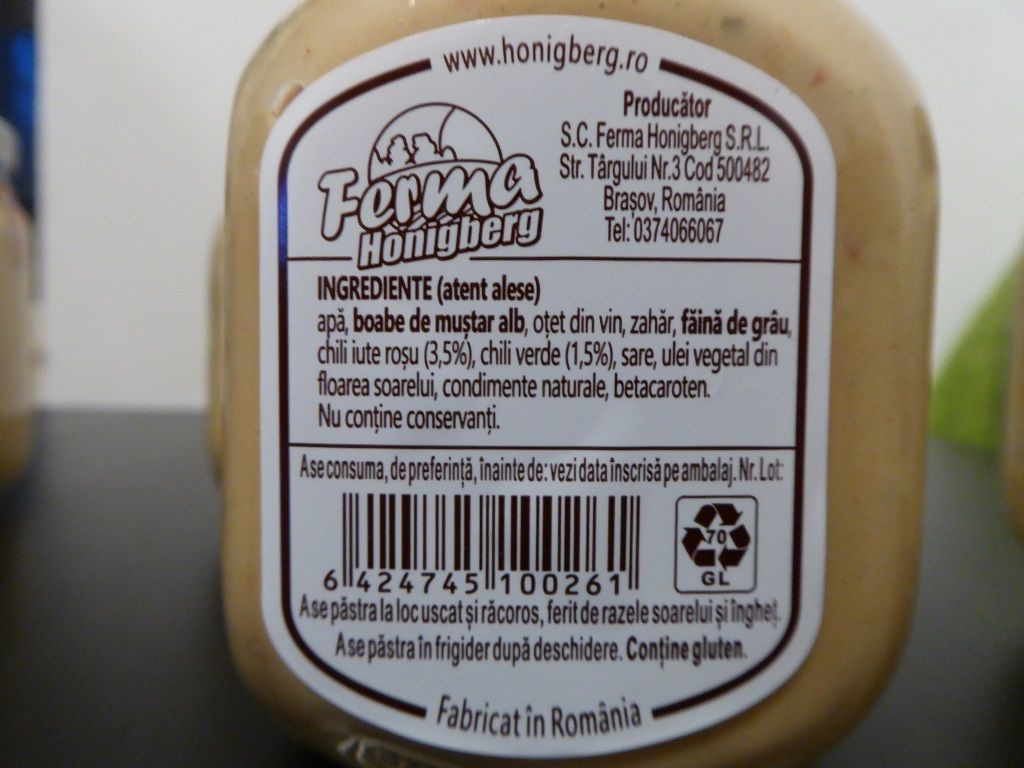 www.honigberg.ro
Ferma
Honigberg
Producător
S.C. Ferma Honigberg S.R.L.
Str. Târgului Nr.3 Cod 500482
Brașov, România
Tel: 0374066067
INGREDIENTE (atent alese)
apă, boabe de muștar alb, oțet din vin, zahăr, făină de grâu,
chili iute roșu (3,5%), chili verde (1,5%), sare, ulei vegetal din
floarea soarelui, condimente naturale, betacaroten.
Nu conține conservanți.
A se consuma, de preferință, înainte de: vezi data înscrisă pe ambalaj. Nr. Lot:
6 424745 100261
70
GL
A se păstra la loc uscat și răcoros, ferit de razele soarelui și îngheț.
A se păstra în frigider după deschidere. Conține gluten.
Fabricat în România